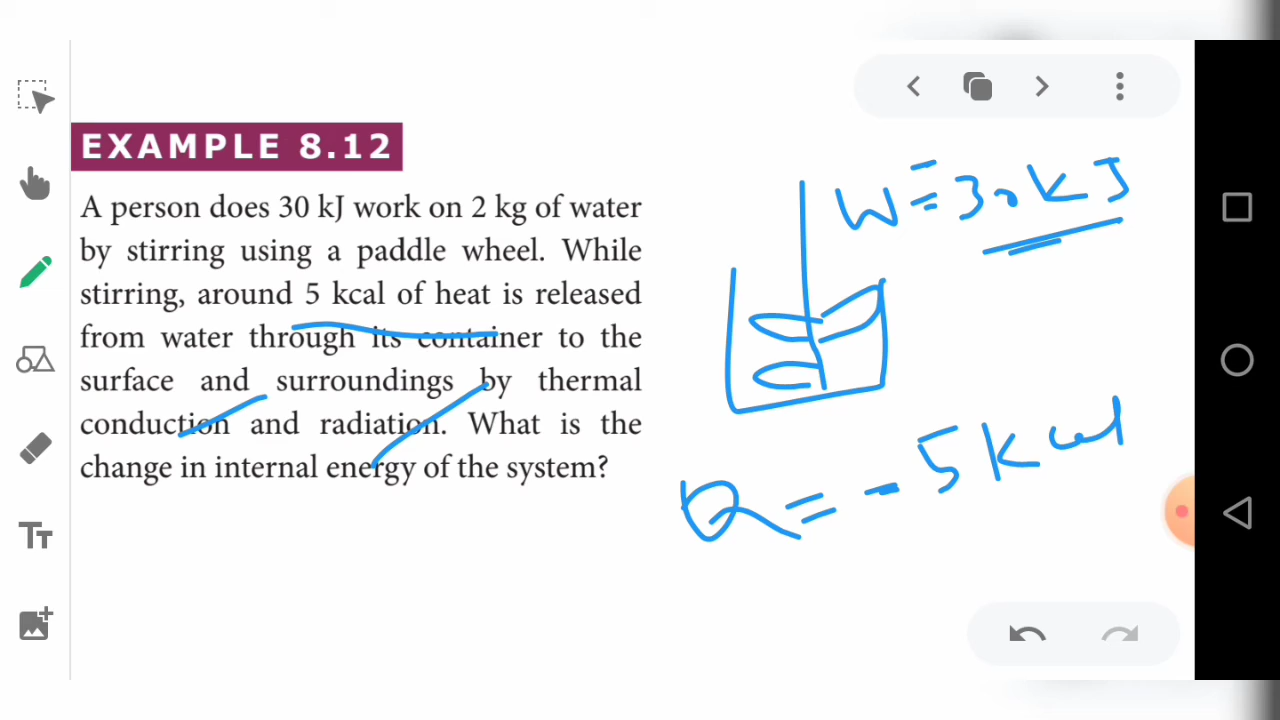 EXAMPLE 8.12
A person does 30 kJ work on 2 kg of water
by stirring using a paddle wheel. While
stirring, around 5 kcal of heat is released
from water through its container to the
surface and surroundings by thermal
conduction and radiation. What is the
change in internal energy of the system?
W = 30 kJ
Q = - 5 kcal
TT